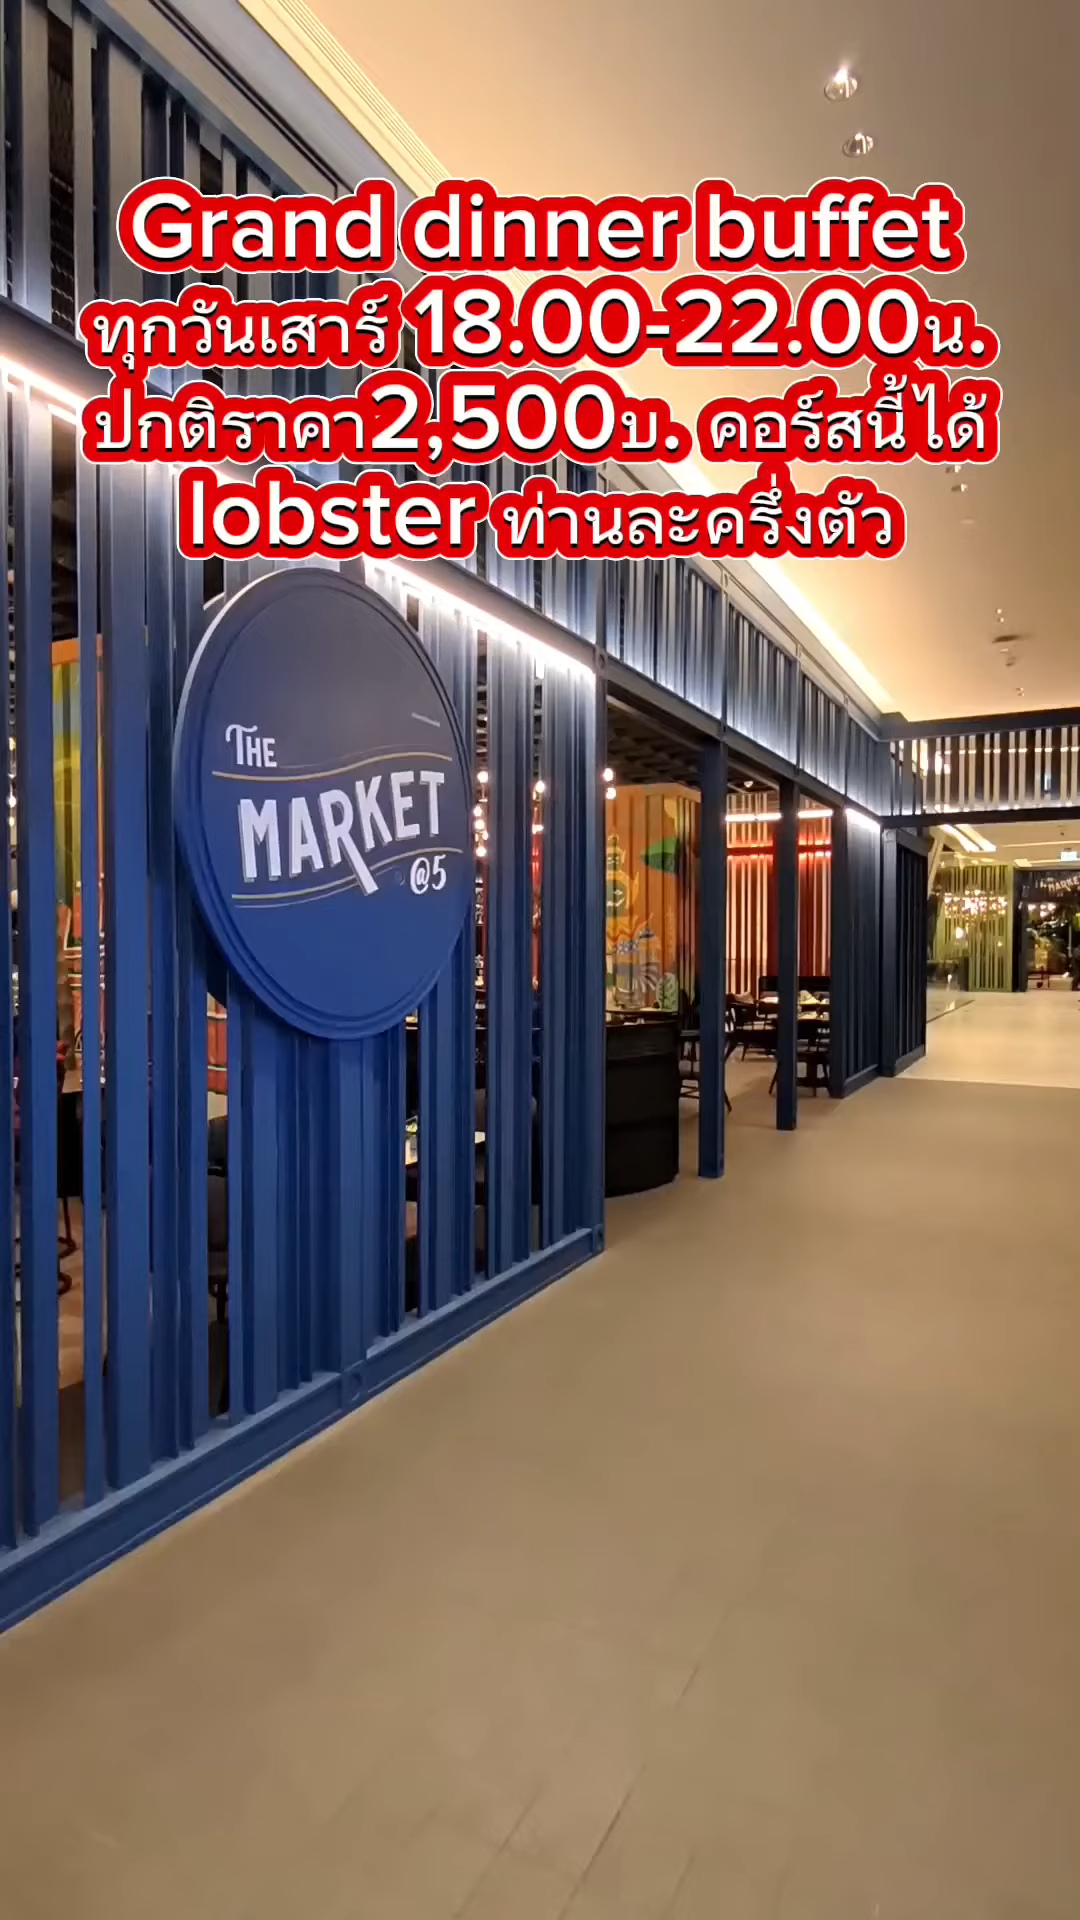 Grand dinner buffet
ทุกวันเสาร์ 18.00-22.00น.
ปกติราคา2,500บ. คอร์สนี้ได้
lobster ท่านละครึ่งตัว
THE
MARKET
@5